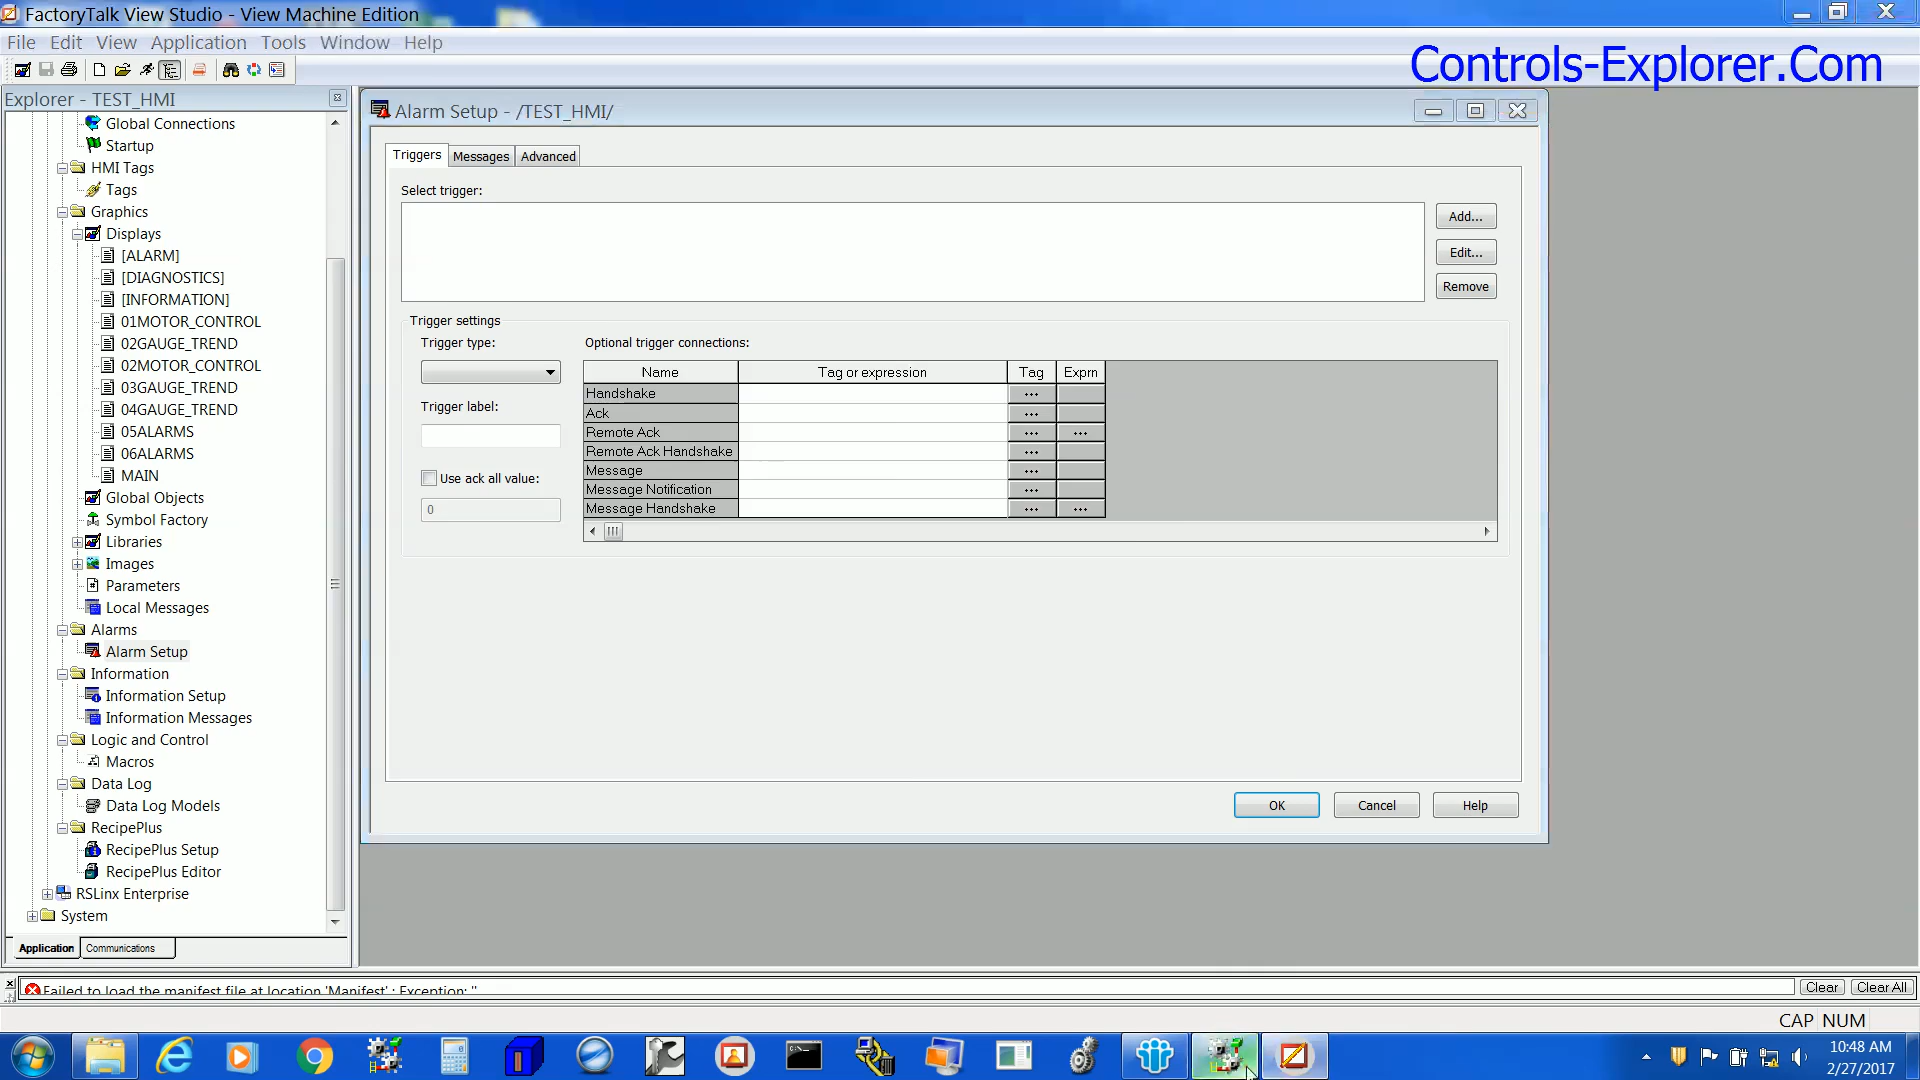 FactoryTalk View Studio - View Machine Edition
File Edit View Application Tools Window Help
Controls-Explorer.Com
Explorer - TEST_HMI
Global Connections
Startup
HMI Tags
Tags
Graphics
Displays
[ALARM]
[DIAGNOSTICS]
[INFORMATION]
01MOTOR_CONTROL
02GAUGE_TREND
02MOTOR_CONTROL
03GAUGE_TREND
04GAUGE_TREND
05ALARMS
06ALARMS
MAIN
Global Objects
Symbol Factory
Libraries
Images
Parameters
Local Messages
Alarms
Alarm Setup
Information
Information Setup
Information Messages
Logic and Control
Macros
Data Log
Data Log Models
RecipePlus
RecipePlus Setup
RecipePlus Editor
RSLinx Enterprise
System
Application Communications
Alarm Setup - /TEST_HMI/
Triggers Messages Advanced
Select trigger:
Add...
Edit...
Remove
Trigger settings
Trigger type:
Trigger label:
Use ack all value:
0
Optional trigger connections:
Name Tag or expression Tag Exprn
Handshake ...
Ack ...
Remote Ack ... ...
Remote Ack Handshake ...
Message ...
Message Notification ...
Message Handshake ... ...
OK Cancel Help
Failed to load the manifest file at location 'Manifest' : Exception: ''
Clear Clear All
CAP NUM
10:48 AM
2/27/2017